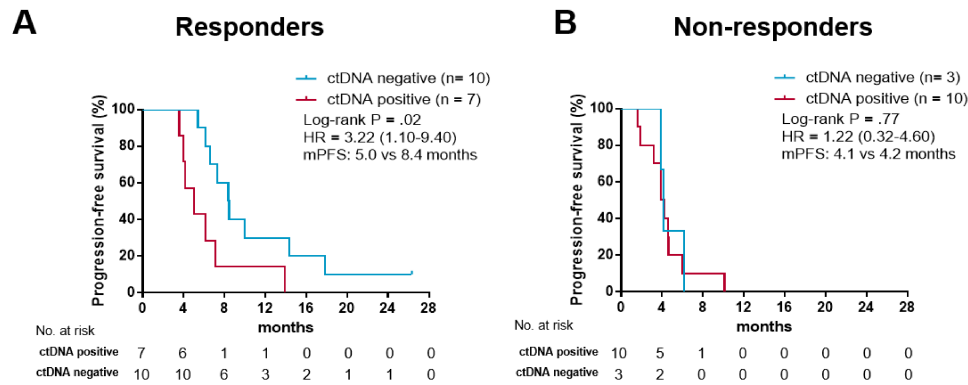 A Responders
ctDNA negative (n= 10)
ctDNA positive (n = 7)
Log-rank P = .02
HR = 3.22 (1.10-9.40)
mPFS: 5.0 vs 8.4 months
Progression-free survival (%)
100
80
60
40
20
0
0 4 8 12 16 20 24 28
months
No. at risk
ctDNA positive 7 6 1 1 0 0 0 0
ctDNA negative 10 10 6 3 2 1 1 0
B Non-responders
ctDNA negative (n= 3)
ctDNA positive (n = 10)
Log-rank P = .77
HR = 1.22 (0.32-4.60)
mPFS: 4.1 vs 4.2 months
Progression-free survival (%)
100
80
60
40
20
0
0 4 8 12 16 20 24 28
months
No. at risk
ctDNA positive 10 5 1 0 0 0 0 0
ctDNA negative 3 2 0 0 0 0 0 0